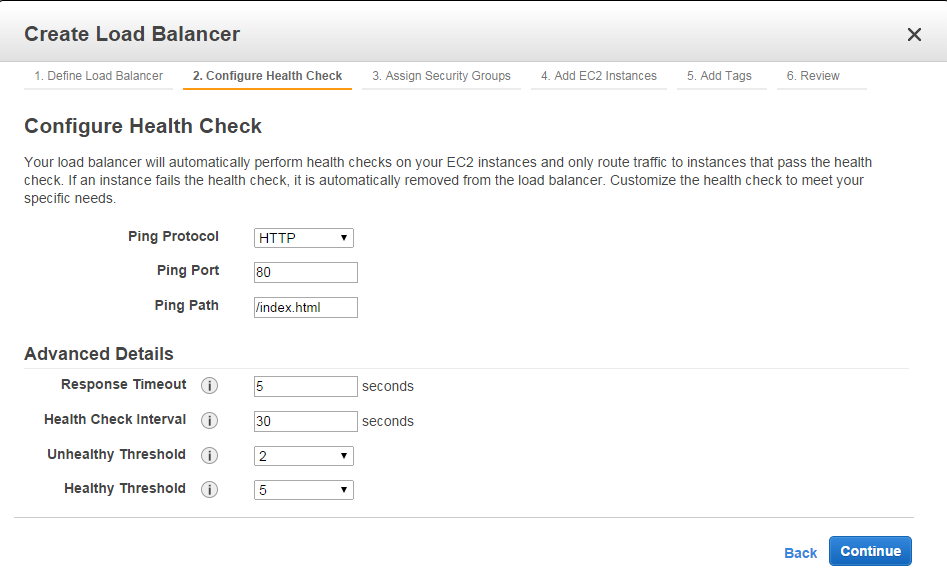 Create Load Balancer
1. Define Load Balancer 2. Configure Health Check 3. Assign Security Groups 4. Add EC2 Instances 5. Add Tags 6. Review
Configure Health Check
Your load balancer will automatically perform health checks on your EC2 instances and only route traffic to instances that pass the health
check. If an instance fails the health check, it is automatically removed from the load balancer. Customize the health check to meet your
specific needs.
Ping Protocol HTTP
Ping Port 80
Ping Path /index.html
Advanced Details
Response Timeout i 5 seconds
Health Check Interval i 30 seconds
Unhealthy Threshold i 2
Healthy Threshold i 5
Back Continue